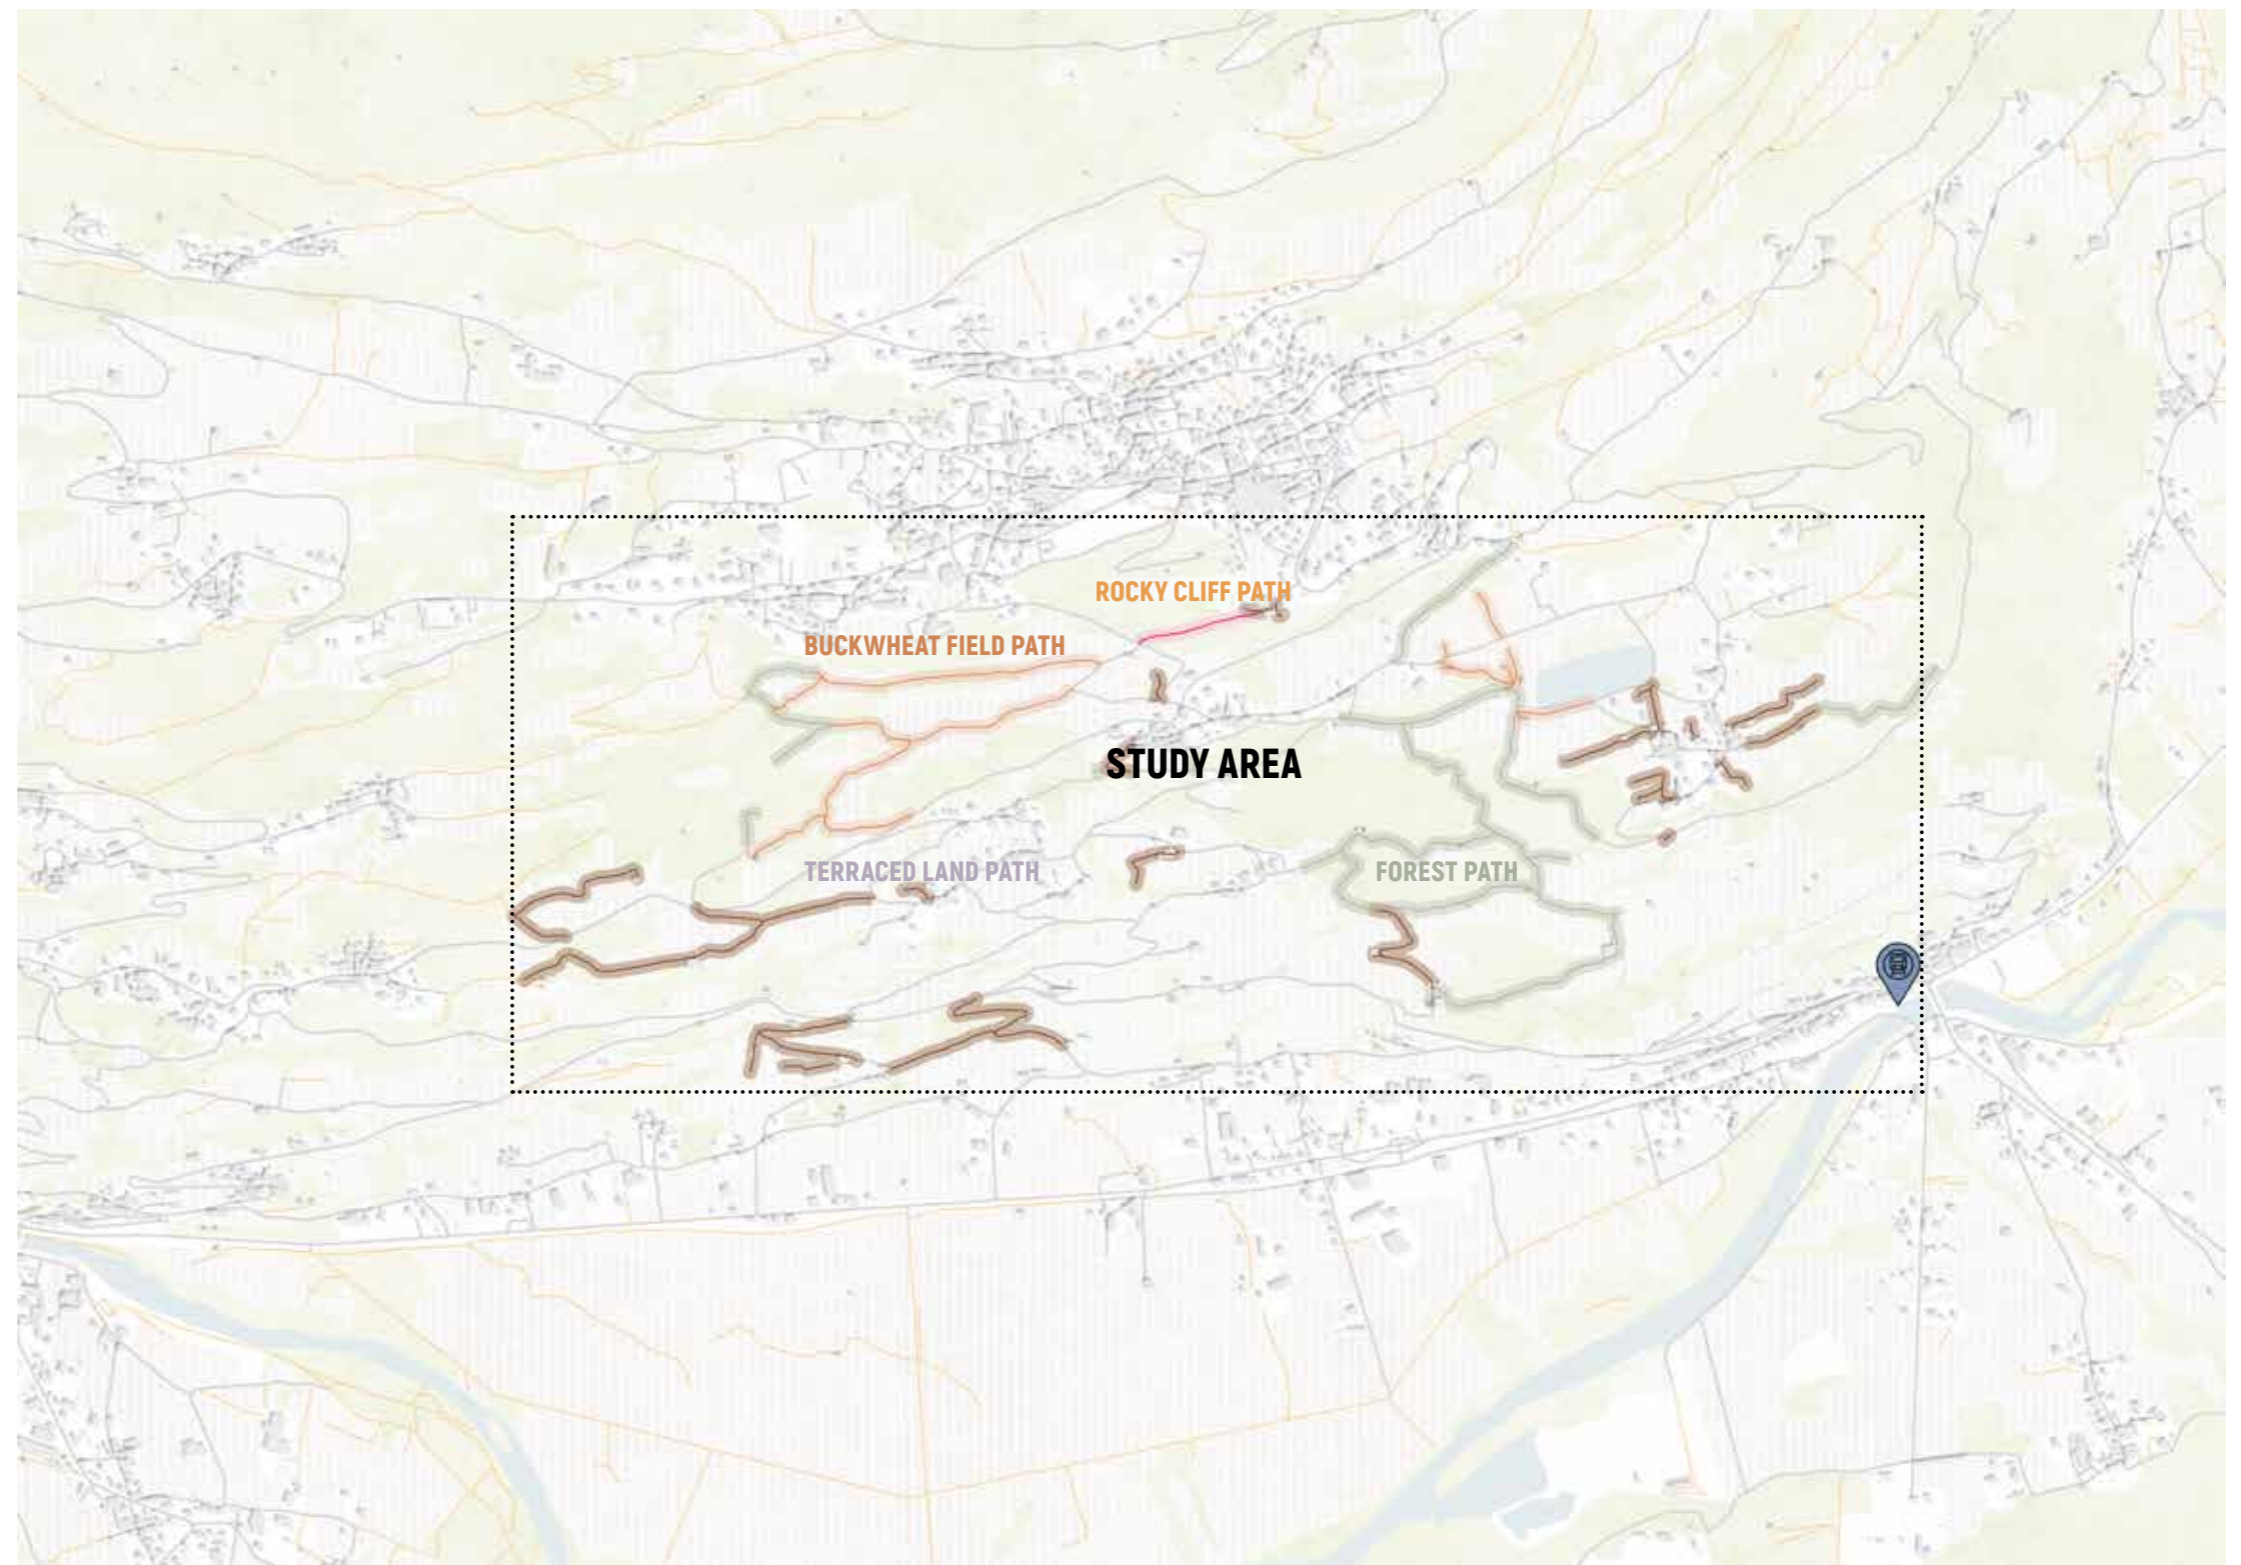 ROCKY CLIFF PATH
BUCKWHEAT FIELD PATH
STUDY AREA
TERRACED LAND PATH
FOREST PATH